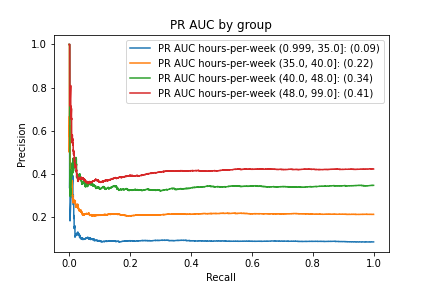 PR AUC by group
PR AUC hours-per-week (0.999, 35.0]: (0.09)
PR AUC hours-per-week (35.0, 40.0]: (0.22)
PR AUC hours-per-week (40.0, 48.0]: (0.34)
PR AUC hours-per-week (48.0, 99.0]: (0.41)
Precision
1.0
0.8
0.6
0.4
0.2
0.0 0.2 0.4 0.6 0.8 1.0
Recall